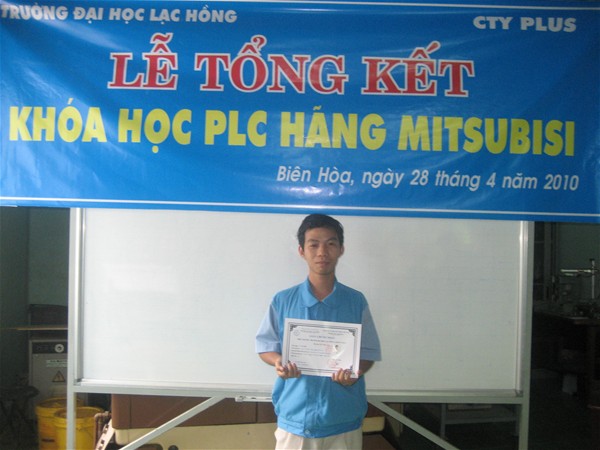 TRƯỜNG ĐẠI HỌC LẠC HỒNG
CTY PLUS
LỄ TỔNG KẾT
KHÓA HỌC PLC HÃNG MITSUBISI
Biên Hòa, ngày 28 tháng 4 năm 2010